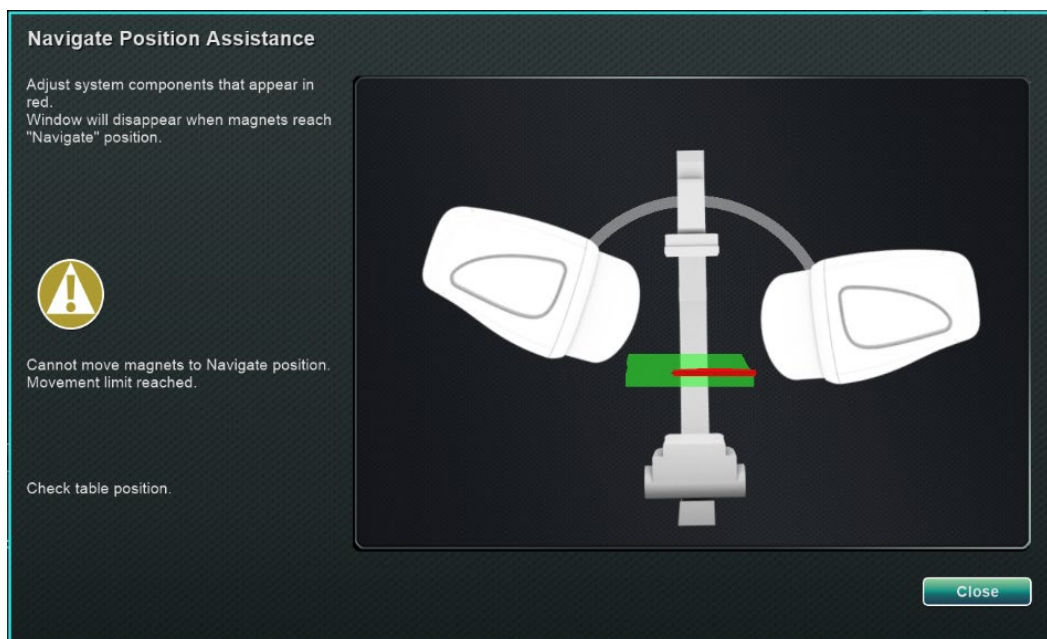 Navigate Position Assistance
Adjust system components that appear in
red.
Window will disappear when magnets reach
"Navigate" position.
Cannot move magnets to Navigate position.
Movement limit reached.
Check table position.
Close